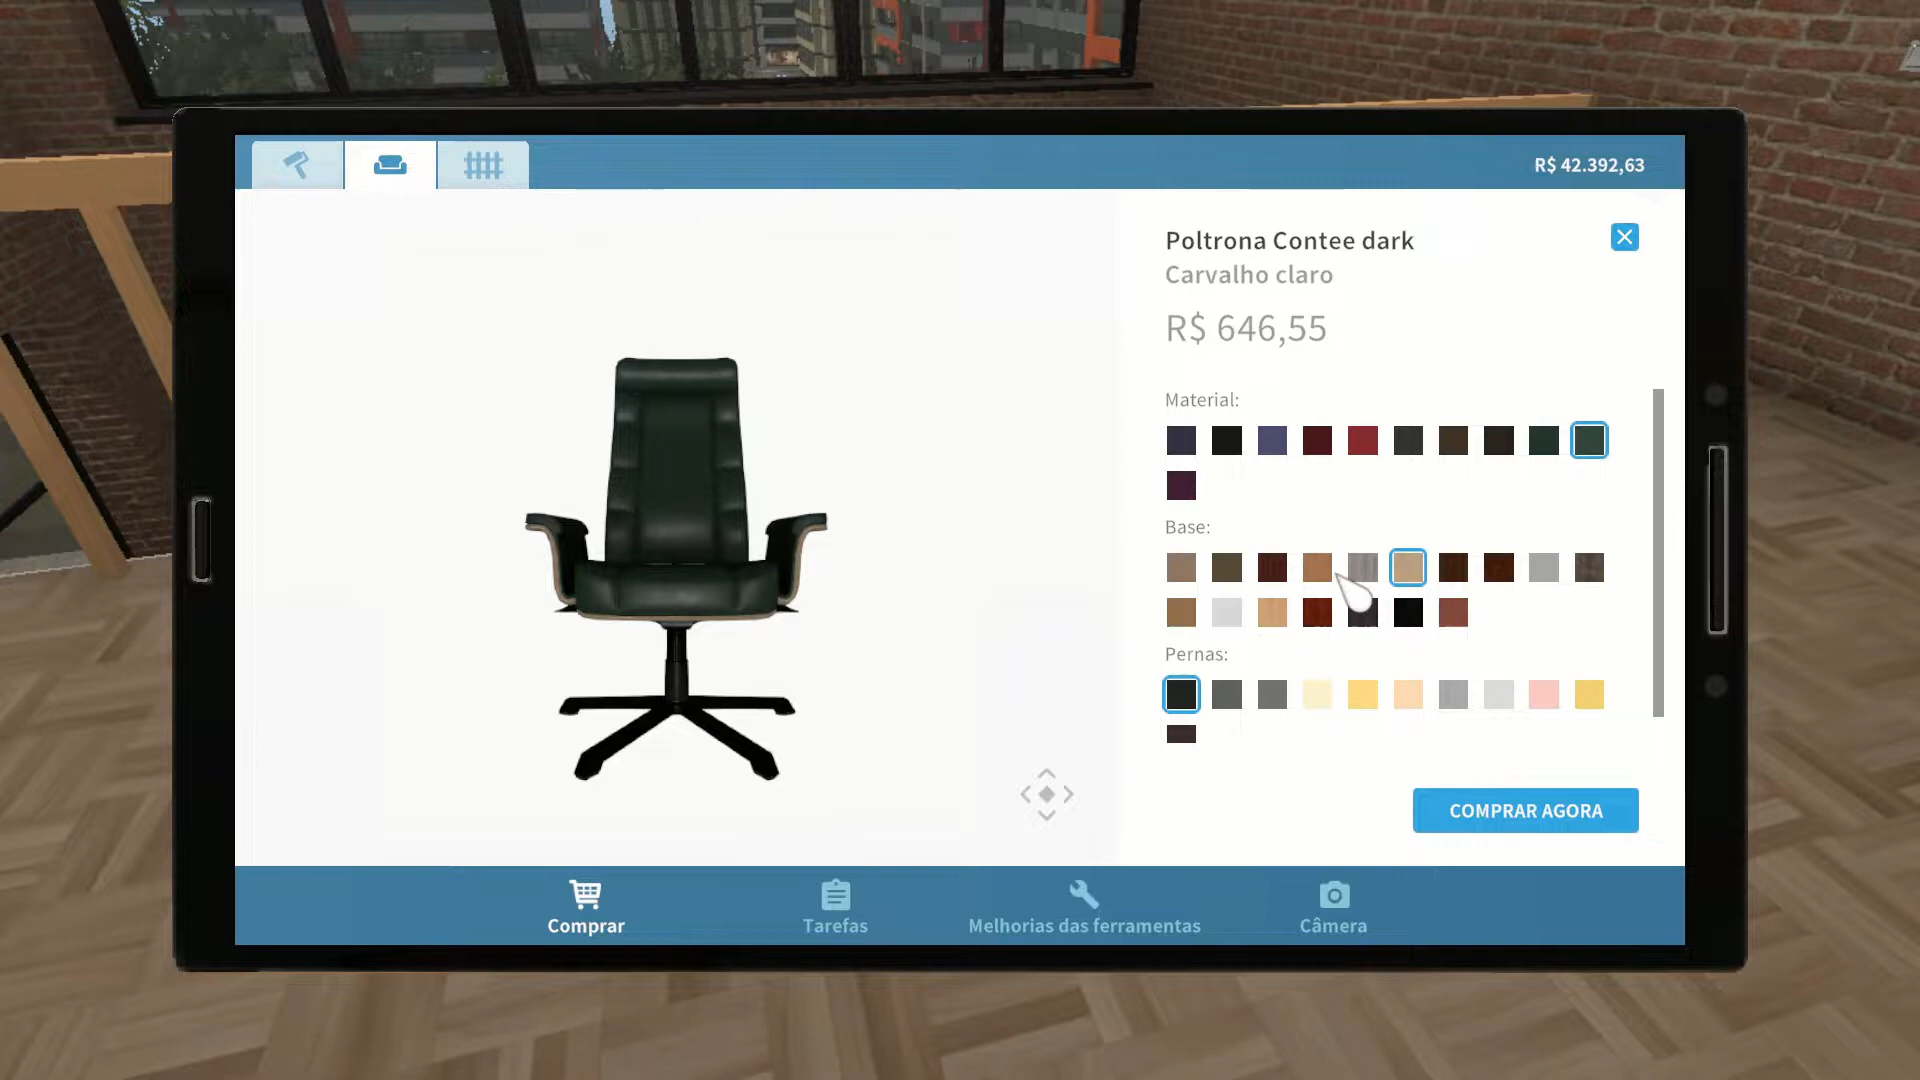 R$ 42.392,63
Poltrona Contee dark
Carvalho claro
R$ 646,55
Material:
Base:
Pernas:
COMPRAR AGORA
Comprar
Tarefas
Melhorias das ferramentas
Câmera